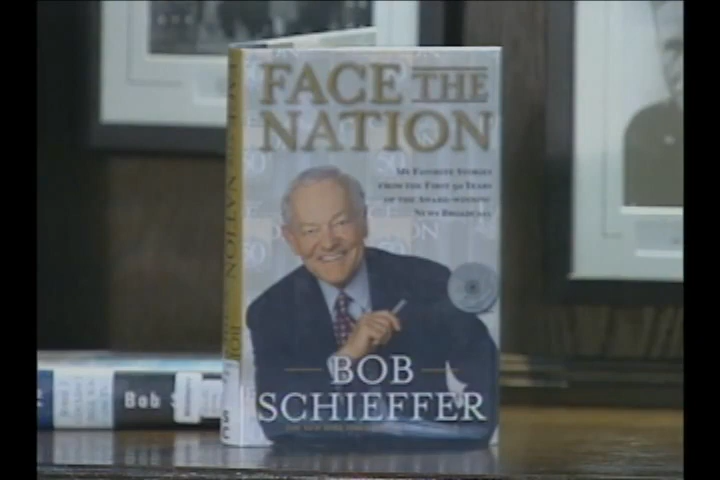 FACE THE
NATION
MY FAVORITE STORIES
FROM THE FIRST 50 YEARS
OF THE AWARD-WINNING
NEWS BROADCAST
BOB
SCHIEFFER
50
Bob